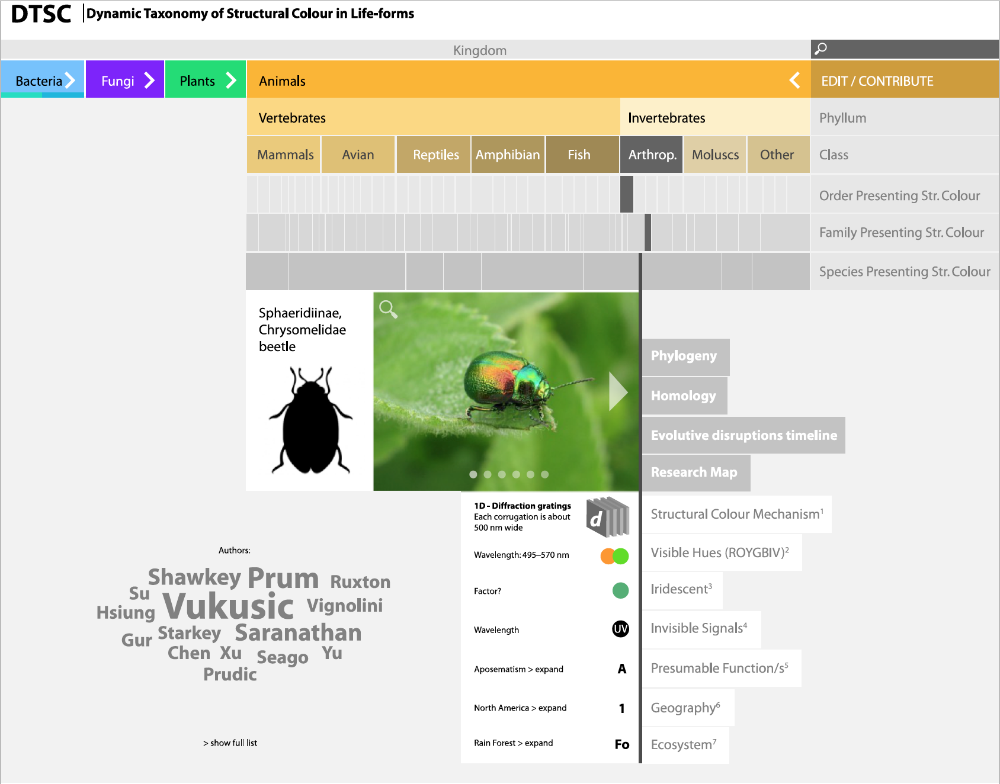 DTSC
Dynamic Taxonomy of Structural Colour in Life-forms
Kingdom
Bacteria
Fungi
Plants
Animals
EDIT / CONTRIBUTE
Vertebrates
Invertebrates
Phyllum
Mammals
Avian
Reptiles
Amphibian
Fish
Arthrop.
Moluscs
Other
Class
Order Presenting Str. Colour
Family Presenting Str. Colour
Species Presenting Str. Colour
Sphaeridiinae,
Chrysomelidae
beetle
Phylogeny
Homology
Evolutive disruptions timeline
Research Map
1D - Diffraction gratings
Each corrugation is about
500 nm wide
d
Structural Colour Mechanism¹
Wavelength: 495–570 nm
Visible Hues (ROYGBIV)²
Factor?
Iridescent³
Wavelength
UV
Invisible Signals⁴
Aposematism > expand
A
Presumable Function/s⁵
North America > expand
1
Geography⁶
Rain Forest > expand
Fo
Ecosystem⁷
Authors:
Shawkey Prum Ruxton
Su
Hsiung Vukusic Vignolini
Gur Starkey Saranathan
Chen Xu Seago Yu
Prudic
> show full list